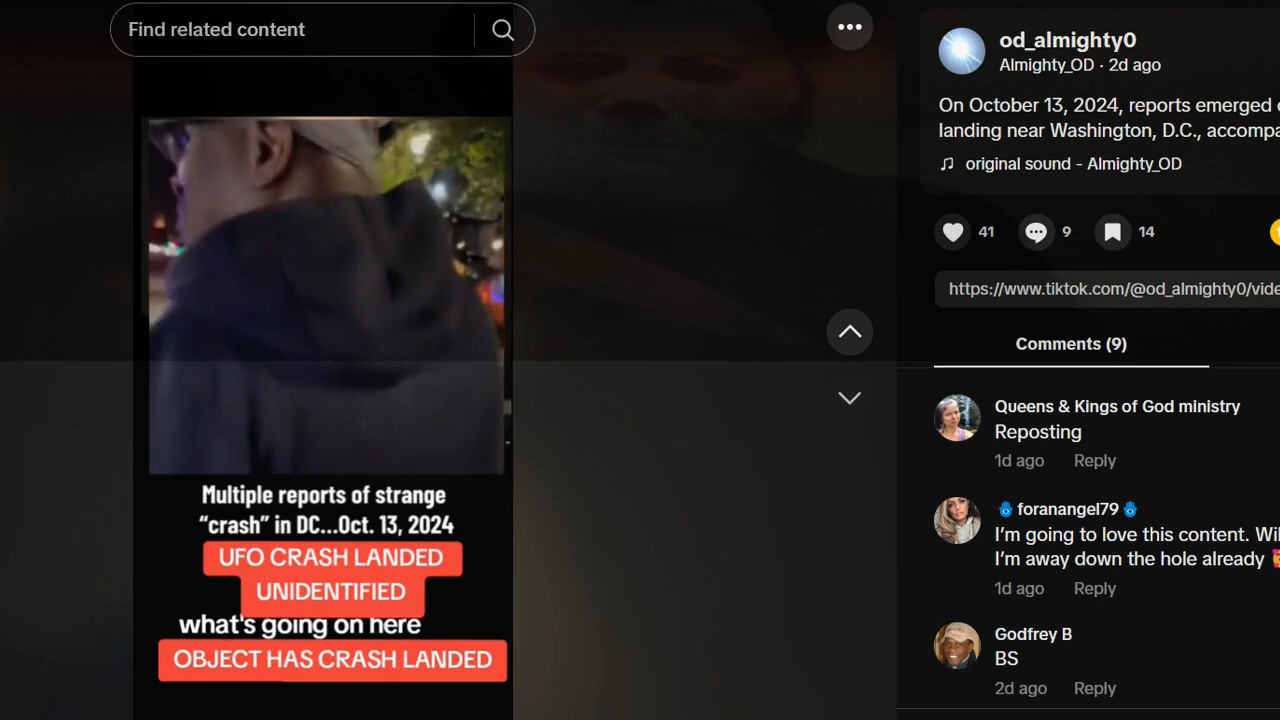 Find related content
Multiple reports of strange
“crash” in DC...Oct. 13, 2024
UFO CRASH LANDED
UNIDENTIFIED
what's going on here
OBJECT HAS CRASH LANDED
od_almighty0
Almighty_OD · 2d ago
On October 13, 2024, reports emerged
landing near Washington, D.C., accompa
original sound - Almighty_OD
41
9
14
https://www.tiktok.com/@od_almighty0/vide
Comments (9)
Queens & Kings of God ministry
Reposting
1d ago Reply
foranangel79
I’m going to love this content. Wil
I’m away down the hole already
1d ago Reply
Godfrey B
BS
2d ago Reply